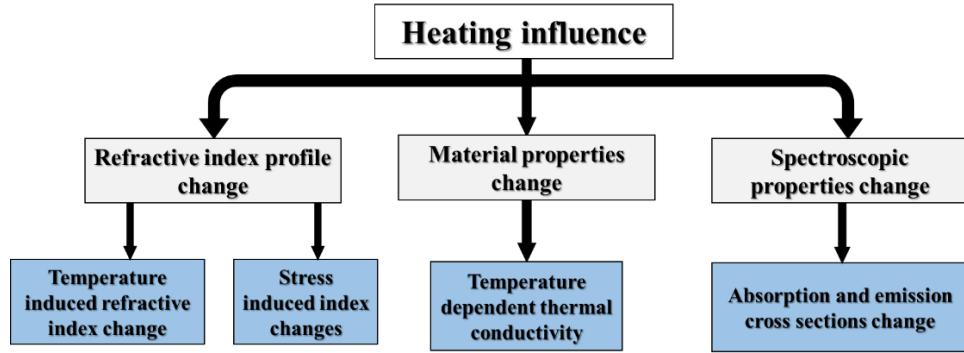 Heating influence
Refractive index profile
change
Material properties
change
Spectroscopic
properties change
Temperature
induced refractive
index change
Stress
induced index
changes
Temperature
dependent thermal
conductivity
Absorption and emission
cross sections change